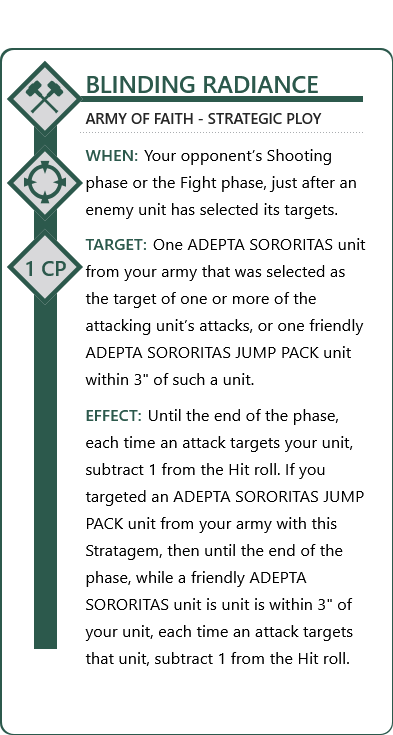 BLINDING RADIANCE
ARMY OF FAITH - STRATEGIC PLOY
WHEN: Your opponent's Shooting
phase or the Fight phase, just after an
enemy unit has selected its targets.
1 CP
TARGET: One ADEPTA SORORITAS unit
from your army that was selected as
the target of one or more of the
attacking unit's attacks, or one friendly
ADEPTA SORORITAS JUMP PACK unit
within 3" of such a unit.
EFFECT: Until the end of the phase,
each time an attack targets your unit,
subtract 1 from the Hit roll. If you
targeted an ADEPTA SORORITAS JUMP
PACK unit from your army with this
Stratagem, then until the end of the
phase, while a friendly ADEPTA
SORORITAS unit is unit is within 3" of
your unit, each time an attack targets
that unit, subtract 1 from the Hit roll.